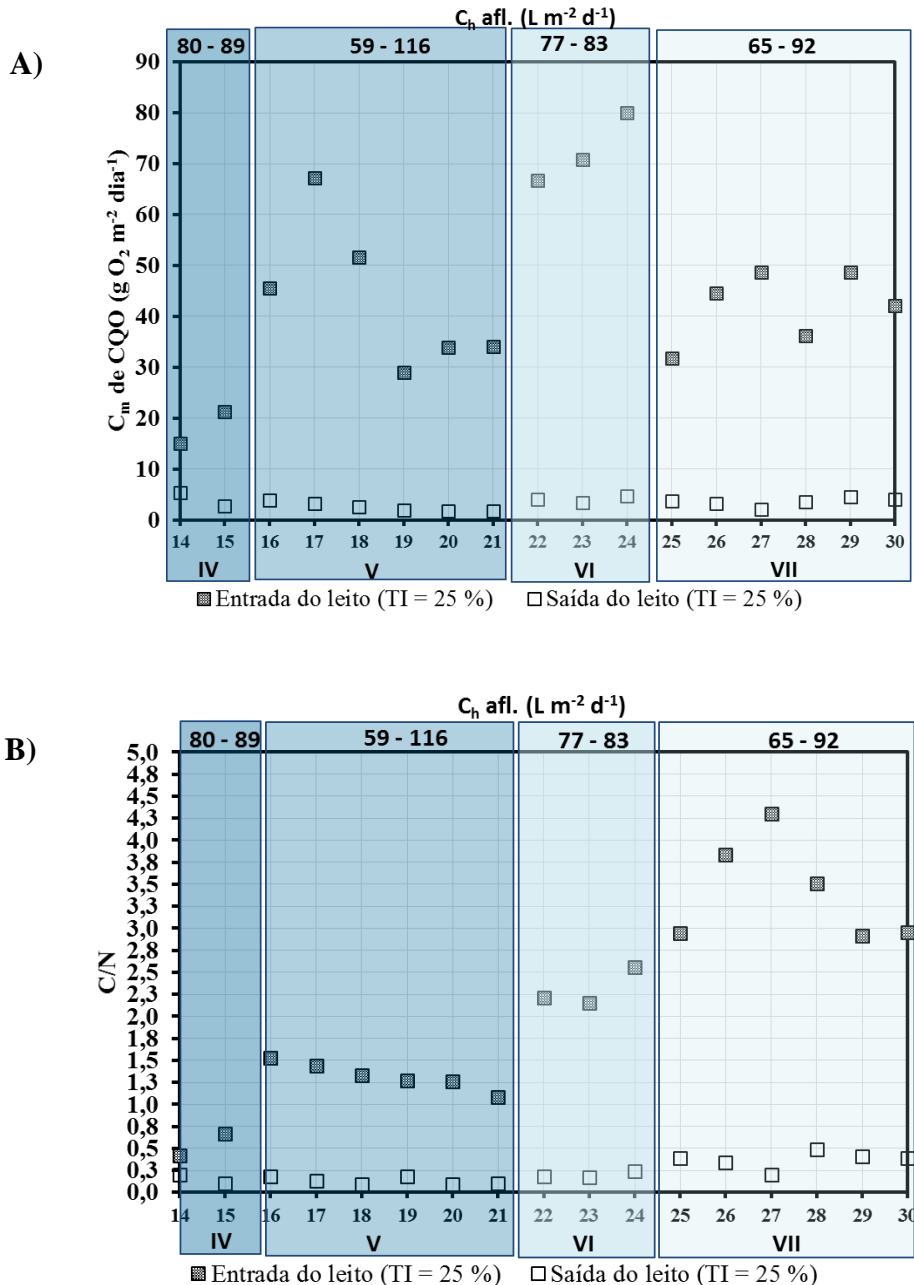 C_h afl. (L m⁻² d⁻¹)
80 - 89 59 - 116 77 - 83 65 - 92
A)
C_m de CQO (g O₂ m⁻² dia⁻¹)
90
80
70
60
50
40
30
20
10
0
14 15 16 17 18 19 20 21 22 23 24 25 26 27 28 29 30
IV V VI VII
Entrada do leito (TI = 25 %) Saída do leito (TI = 25 %)
C_h afl. (L m⁻² d⁻¹)
80 - 89 59 - 116 77 - 83 65 - 92
B)
C/N
5,0
4,8
4,5
4,3
4,0
3,8
3,5
3,3
3,0
2,8
2,5
2,3
2,0
1,8
1,5
1,3
1,0
0,8
0,5
0,3
0,0
14 15 16 17 18 19 20 21 22 23 24 25 26 27 28 29 30
IV V VI VII
Entrada do leito (TI = 25 %) Saída do leito (TI = 25 %)